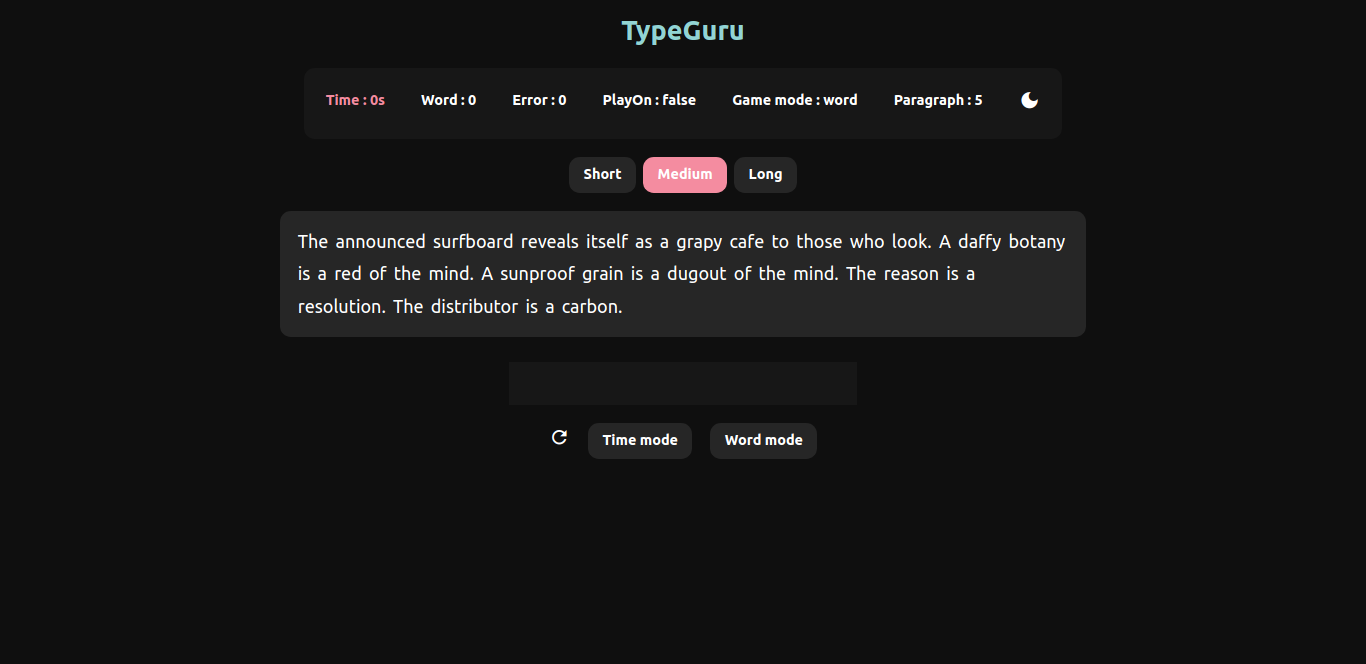 TypeGuru
Time : 0s Word : 0 Error : 0 PlayOn : false Game mode : word Paragraph : 5
Short Medium Long
The announced surfboard reveals itself as a grapy cafe to those who look. A daffy botany
is a red of the mind. A sunproof grain is a dugout of the mind. The reason is a
resolution. The distributor is a carbon.
Time mode Word mode